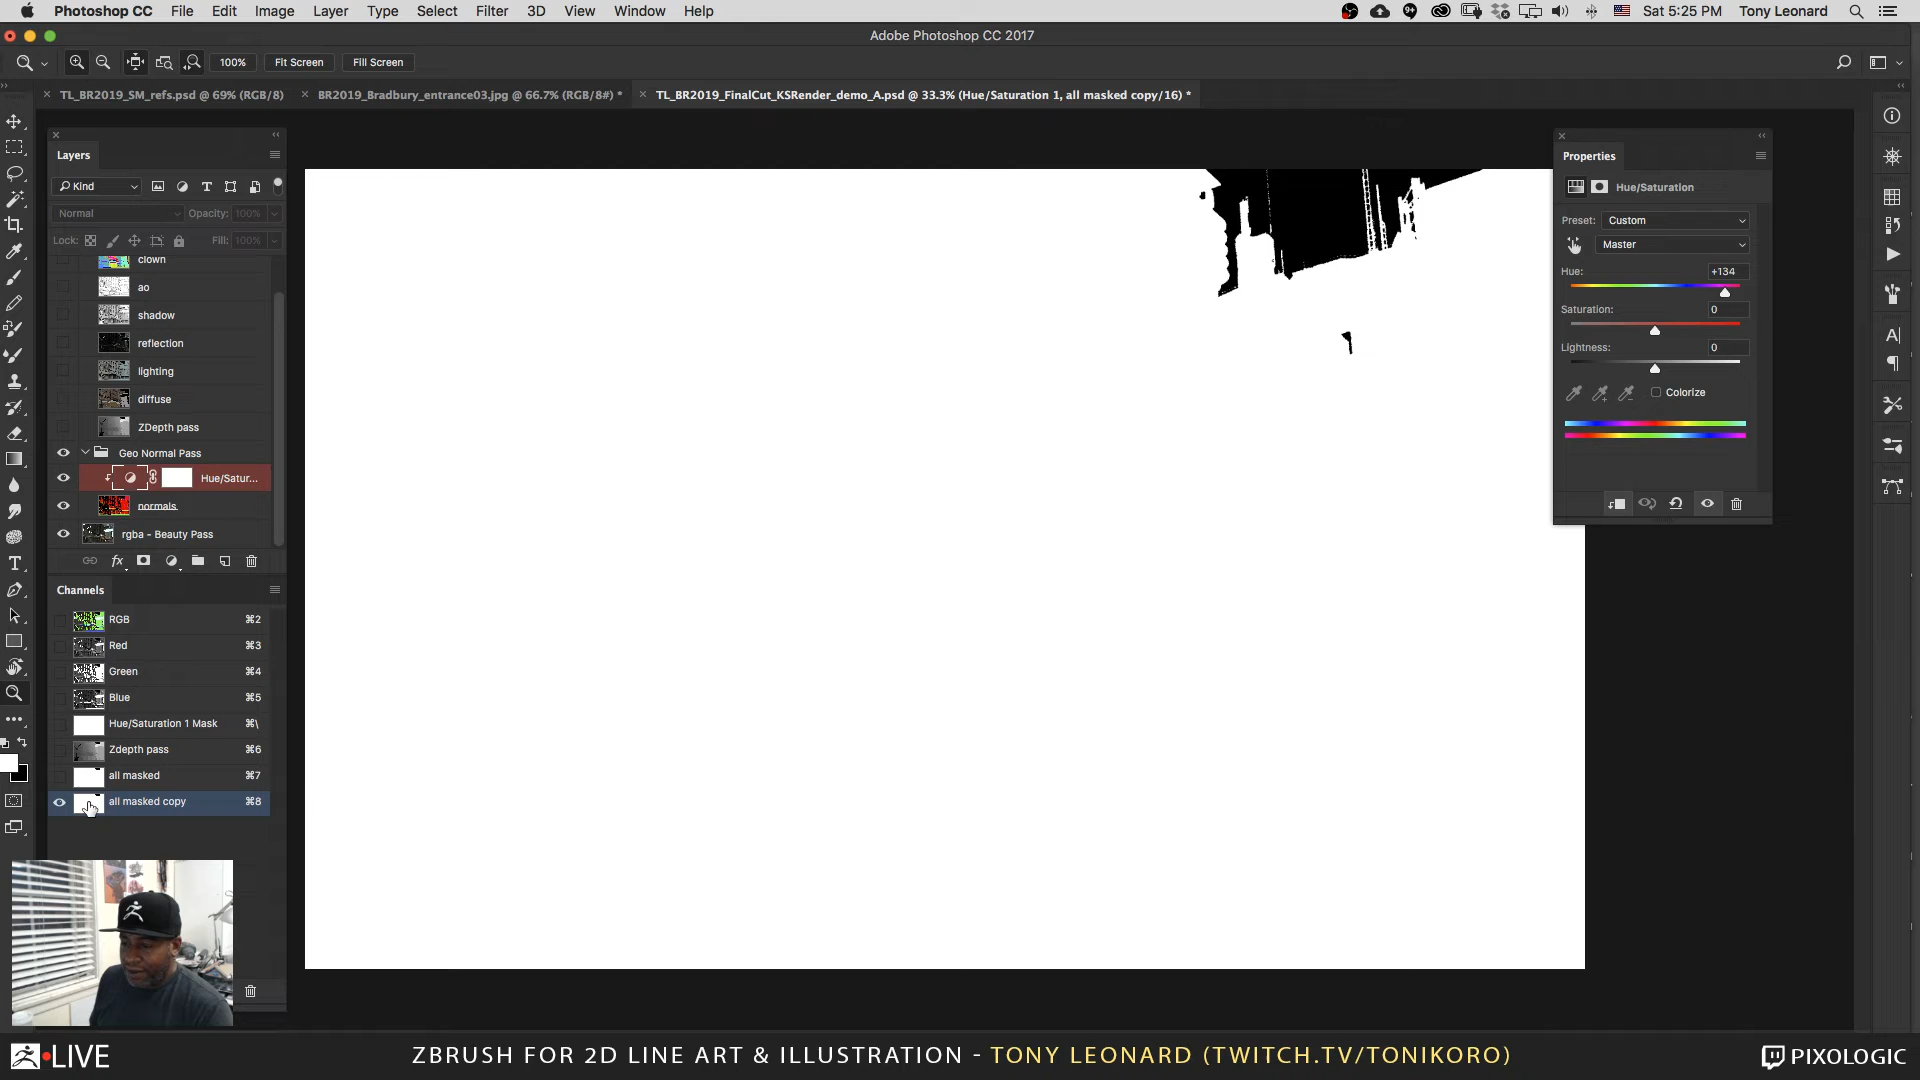 Photoshop CC File Edit Image Layer Type Select Filter 3D View Window Help 9+ Sat 5:25 PM Tony Leonard
Adobe Photoshop CC 2017
100% Fit Screen Fill Screen
TL_BR2019_SM_refs.psd @ 69% (RGB/8) BR2019_Bradbury_entrance03.jpg @ 66.7% (RGB/8#) * TL_BR2019_FinalCut_KSRender_demo_A.psd @ 33.3% (Hue/Saturation 1, all masked copy/16) *
Layers
Kind
Normal Opacity: 100%
Lock: Fill: 100%
clown
ao
shadow
reflection
lighting
diffuse
ZDepth pass
Geo Normal Pass
Hue/Satur...
normals
rgba - Beauty Pass
fx
Channels
RGB ⌘2
Red ⌘3
Green ⌘4
Blue ⌘5
Hue/Saturation 1 Mask ⌘\
Zdepth pass ⌘6
all masked ⌘7
all masked copy ⌘8
Properties
Hue/Saturation
Preset: Custom
Master
Hue: +134
Saturation: 0
Lightness: 0
Colorize
LIVE ZBRUSH FOR 2D LINE ART & ILLUSTRATION - TONY LEONARD (TWITCH.TV/TONIKORO) PIXOLOGIC